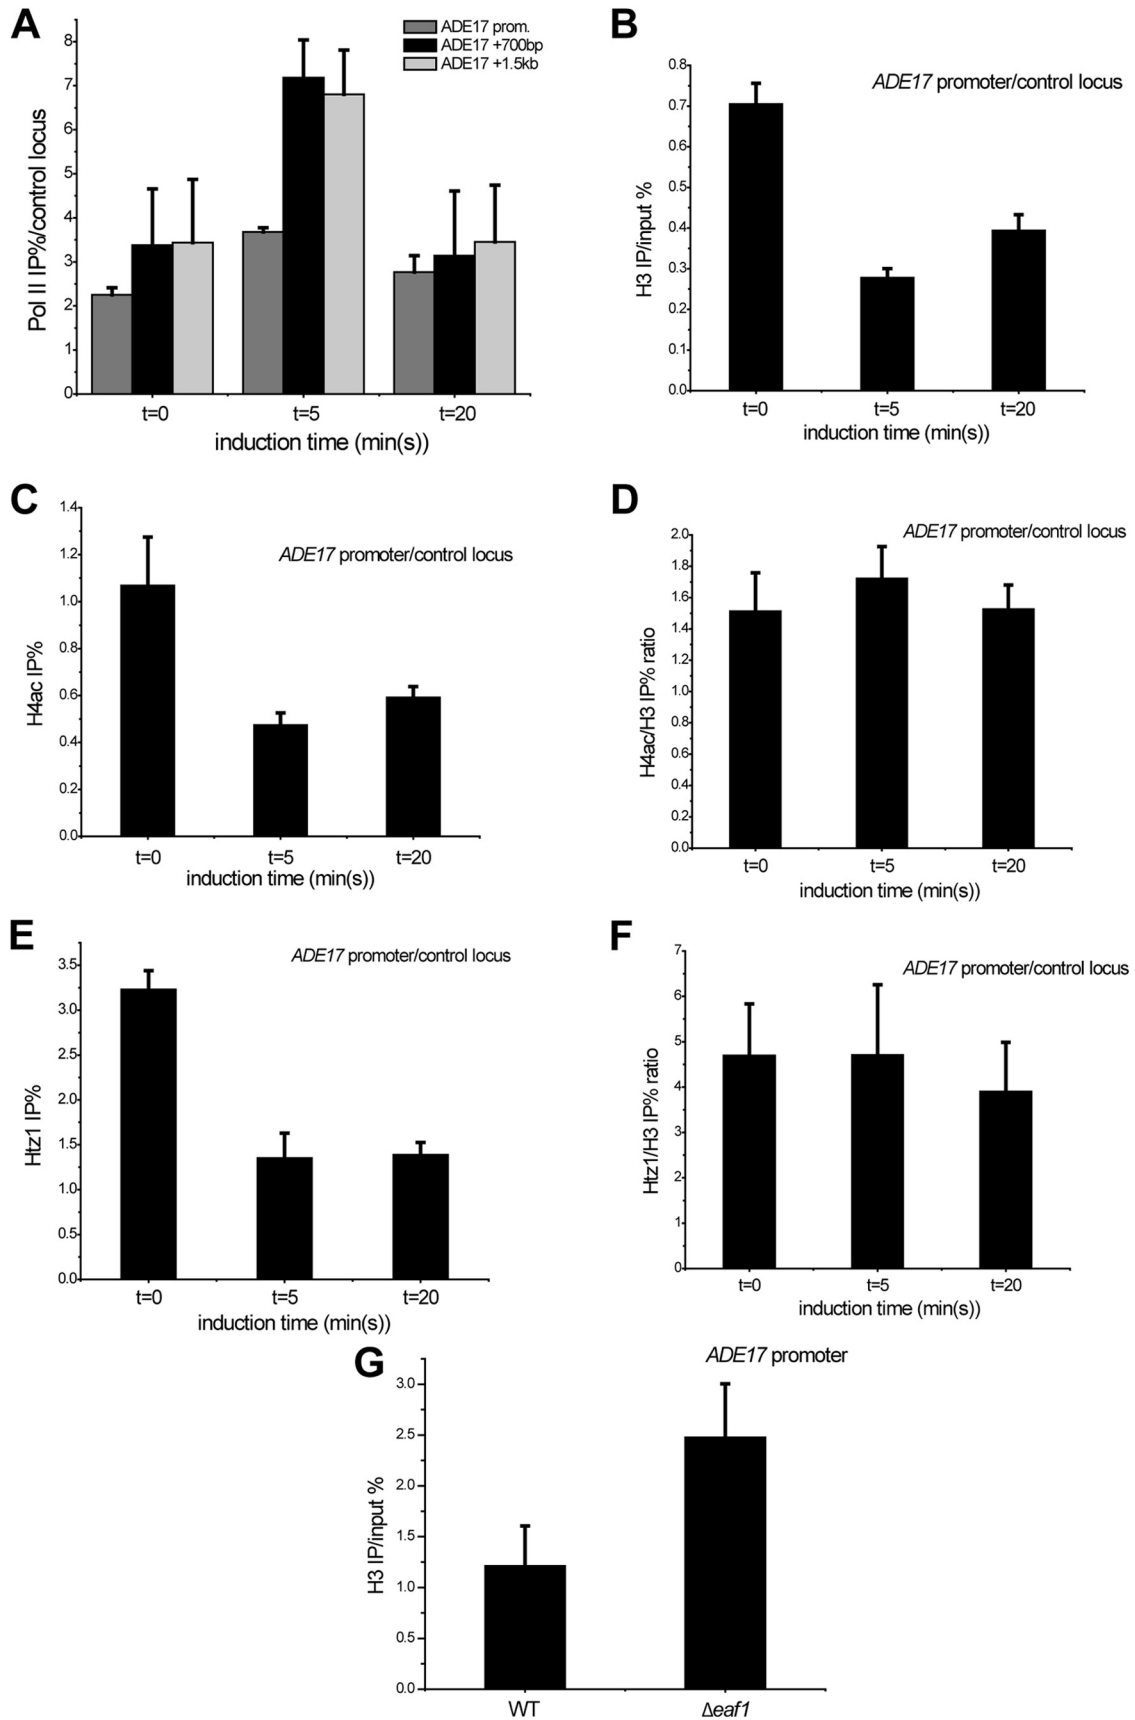 A
ADE17 prom.
ADE17 +700bp
ADE17 +1.5kb
Pol II IP%/control locus
8
7
6
5
4
3
2
1
0
t=0 t=5 t=20
induction time (min(s))
B
ADE17 promoter/control locus
H3 IP/input %
0.8
0.7
0.6
0.5
0.4
0.3
0.2
0.1
0.0
t=0 t=5 t=20
induction time (min(s))
C
ADE17 promoter/control locus
H4ac IP%
1.4
1.2
1.0
0.8
0.6
0.4
0.2
0.0
t=0 t=5 t=20
induction time (min(s))
D
ADE17 promoter/control locus
H4ac/H3 IP% ratio
2.0
1.8
1.6
1.4
1.2
1.0
0.8
0.6
0.4
0.2
0.0
t=0 t=5 t=20
induction time (min(s))
E
ADE17 promoter/control locus
Htz1 IP%
3.5
3.0
2.5
2.0
1.5
1.0
0.5
0.0
t=0 t=5 t=20
induction time (min(s))
F
ADE17 promoter/control locus
Htz1/H3 IP% ratio
7
6
5
4
3
2
1
0
t=0 t=5 t=20
induction time (min(s))
G
ADE17 promoter
H3 IP/input %
3.0
2.5
2.0
1.5
1.0
0.5
0.0
WT Δeaf1